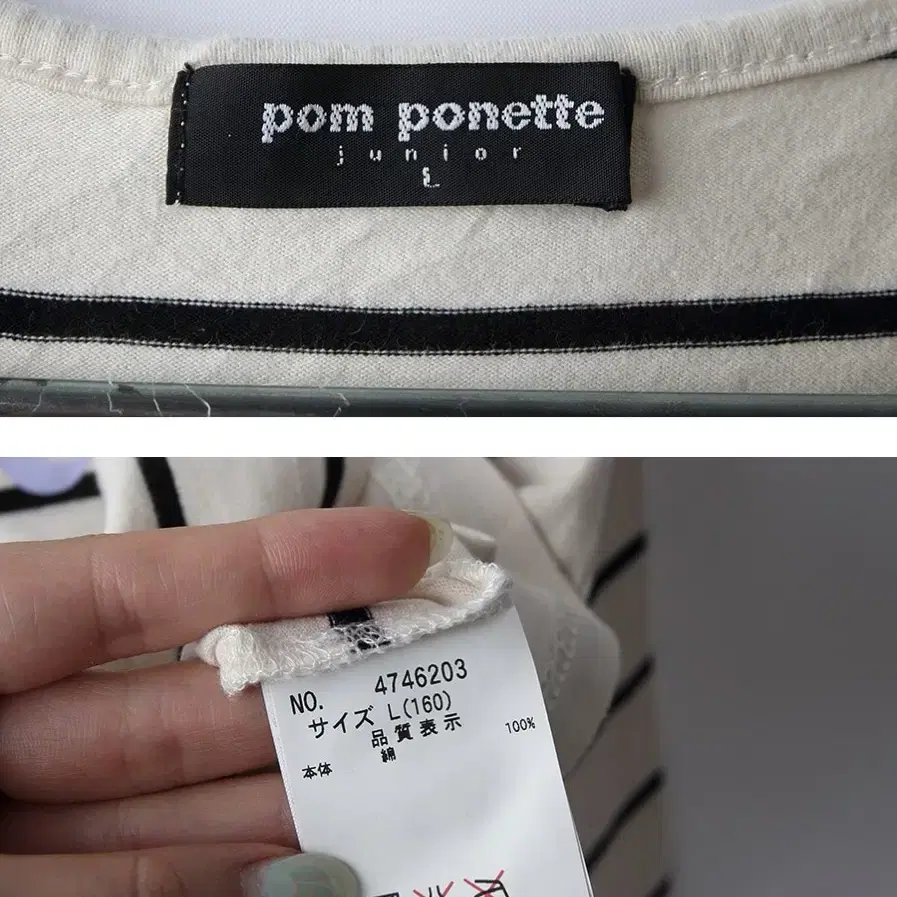 pom ponette
junior
L
NO. 4746203
サイズ L(160)
品質表示
本体 綿 100%